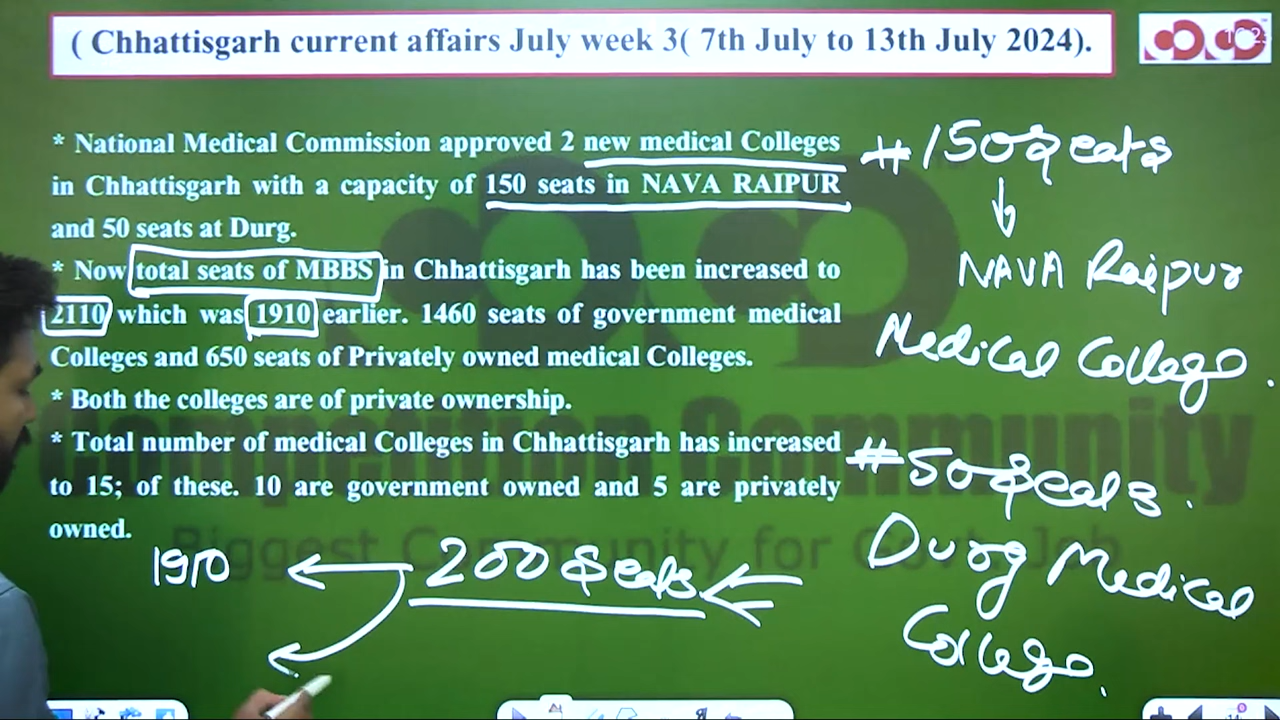 ( Chhattisgarh current affairs July week 3( 7th July to 13th July 2024).
* National Medical Commission approved 2 new medical Colleges
in Chhattisgarh with a capacity of 150 seats in NAVA RAIPUR
and 50 seats at Durg.
* Now total seats of MBBS in Chhattisgarh has been increased to
2110 which was 1910 earlier. 1460 seats of government medical
Colleges and 650 seats of Privately owned medical Colleges.
* Both the colleges are of private ownership.
* Total number of medical Colleges in Chhattisgarh has increased
to 15; of these. 10 are government owned and 5 are privately
owned.
# 150 Seats
NAVA Raipur
Medical College.
# 50 Seats.
Durg Medical
College.
1910
200 Seats
Competition Community
Biggest Community for Govt. Job